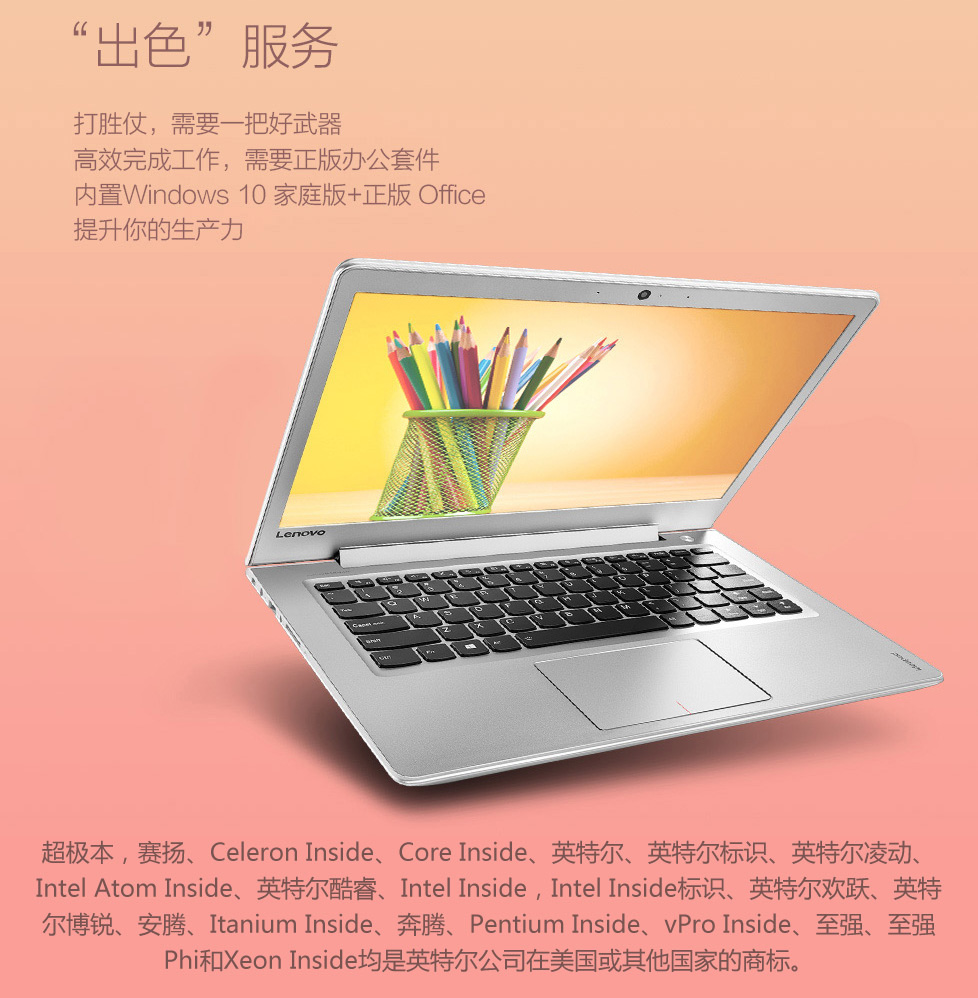 “出色”服务
打胜仗，需要一把好武器
高效完成工作，需要正版办公套件
内置Windows 10 家庭版+正版 Office
提升你的生产力
Lenovo
ideapad
超极本，赛扬、Celeron Inside、Core Inside、英特尔、英特尔标识、英特尔凌动、
Intel Atom Inside、英特尔酷睿、Intel Inside，Intel Inside标识、英特尔欢跃、英特
尔博锐、安腾、Itanium Inside、奔腾、Pentium Inside、vPro Inside、至强、至强
Phi和Xeon Inside均是英特尔公司在美国或其他国家的商标。